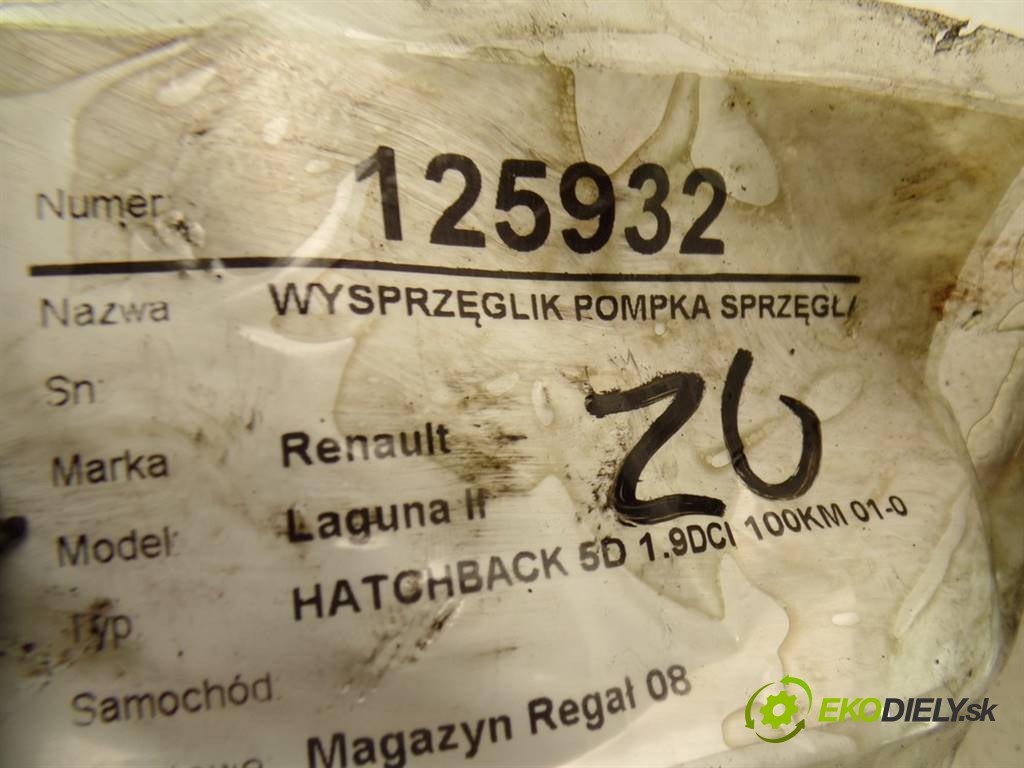 Numer: 125932
Nazwa WYSPRZĘGLIK POMPKA SPRZĘGŁA
Sn
Marka Renault
ZU
Model: Laguna II
Typ HATCHBACK 5D 1.9DCI 100KM 01-0
Samochód:
Magazyn Regał 08
EKODIELY.sk